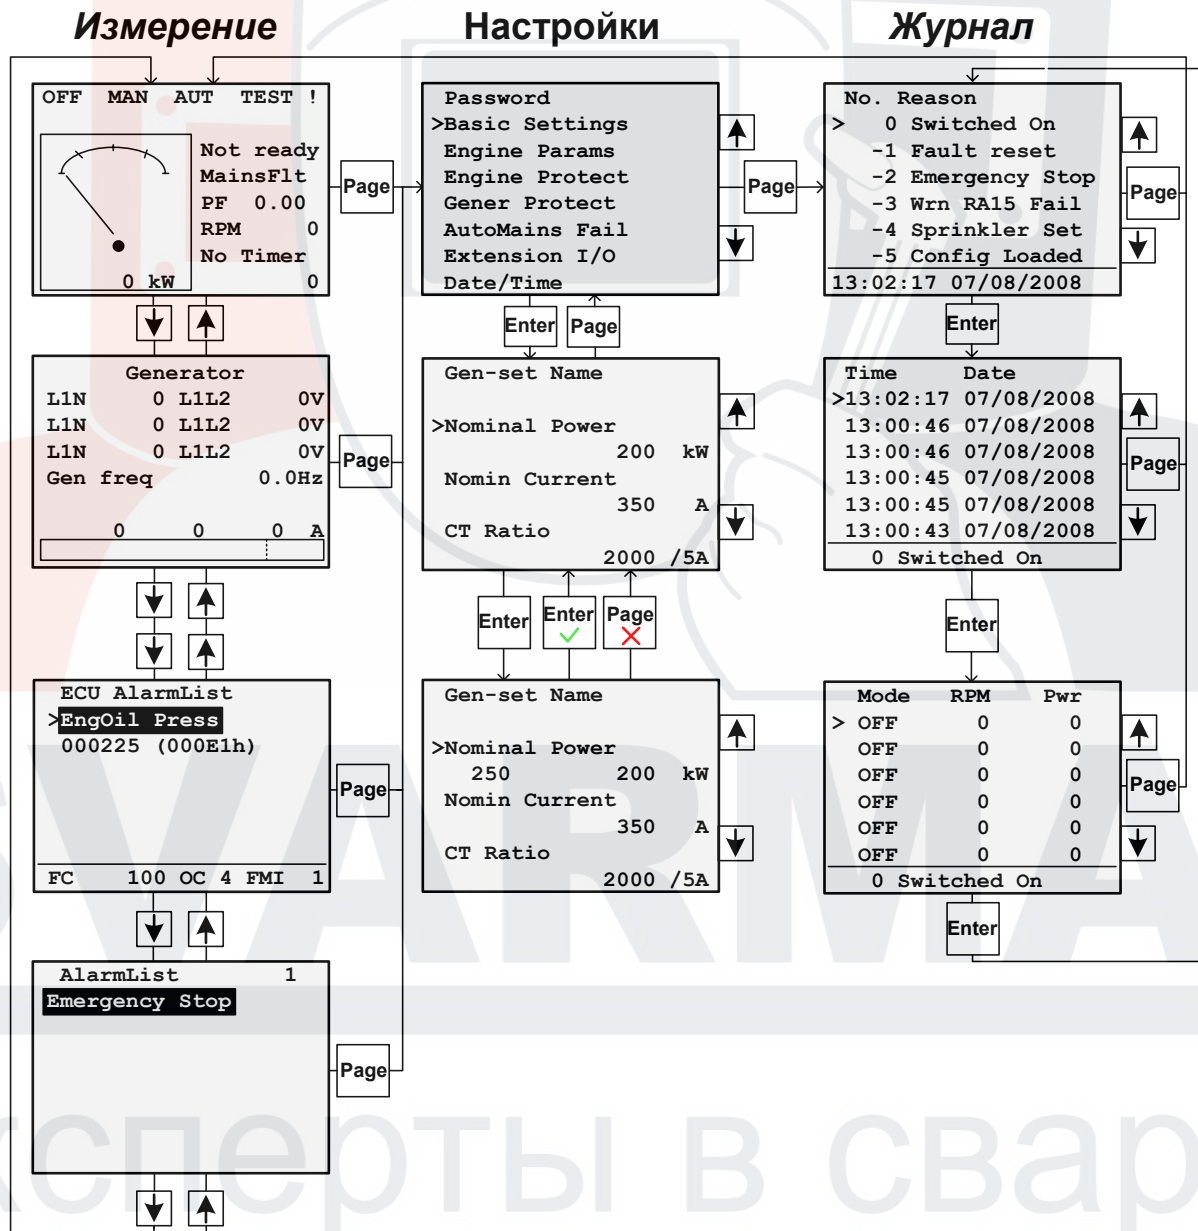 Измерение
OFF MAN AUT TEST !
Not ready
MainsFlt
PF 0.00
RPM 0
No Timer
0 kW 0
Page
Generator
L1N 0 L1L2 0V
L1N 0 L1L2 0V
L1N 0 L1L2 0V
Gen freq 0.0Hz
0 0 0 A
Page
ECU AlarmList
>EngOil Press
000225 (000E1h)
FC 100 OC 4 FMI 1
Page
AlarmList 1
Emergency Stop
Page
Настройки
Password
>Basic Settings
Engine Params
Engine Protect
Gener Protect
AutoMains Fail
Extension I/O
Date/Time
Page
Enter Page
Gen-set Name
>Nominal Power
200 kW
Nomin Current
350 A
CT Ratio
2000 /5A
Enter Enter Page
Gen-set Name
>Nominal Power
250 200 kW
Nomin Current
350 A
CT Ratio
2000 /5A
Журнал
No. Reason
> 0 Switched On
-1 Fault reset
-2 Emergency Stop
-3 Wrn RA15 Fail
-4 Sprinkler Set
-5 Config Loaded
13:02:17 07/08/2008
Page
Enter
Time Date
>13:02:17 07/08/2008
13:00:46 07/08/2008
13:00:46 07/08/2008
13:00:45 07/08/2008
13:00:45 07/08/2008
13:00:43 07/08/2008
0 Switched On
Page
Enter
Mode RPM Pwr
> OFF 0 0
OFF 0 0
OFF 0 0
OFF 0 0
OFF 0 0
OFF 0 0
0 Switched On
Page
Enter
SVARMA
ксперты в свар